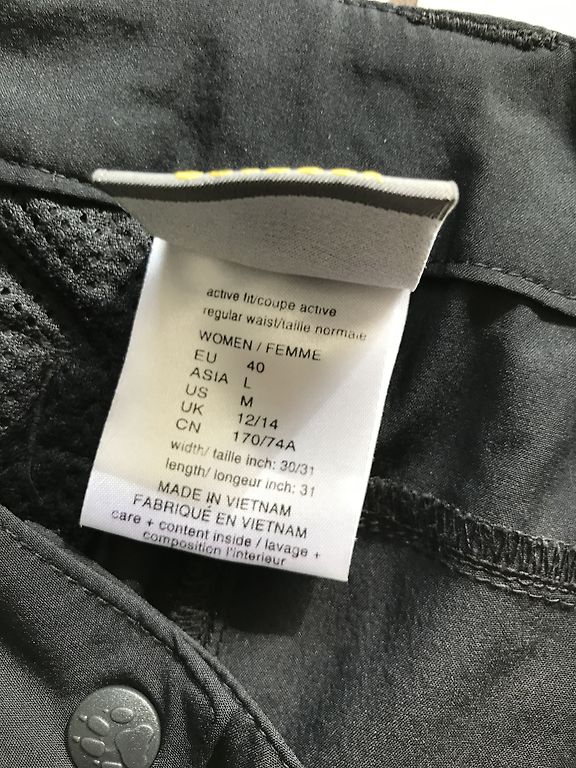 active fit/coupe active
regular waist/taille normale
WOMEN / FEMME
EU 40
ASIA L
US M
UK 12/14
CN 170/74A
width/ taille inch: 30/31
length/ longeur inch: 31
MADE IN VIETNAM
FABRIQUÉ EN VIETNAM
care + content inside / lavage +
composition l'interieur